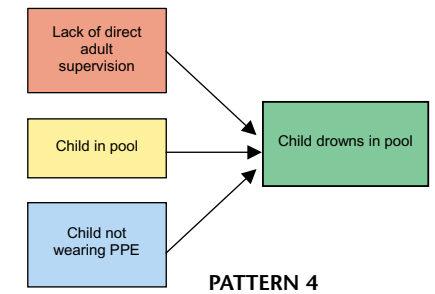 Lack of direct
adult
supervision
Child in pool
Child drowns in pool
Child not
wearing PPE
PATTERN 4